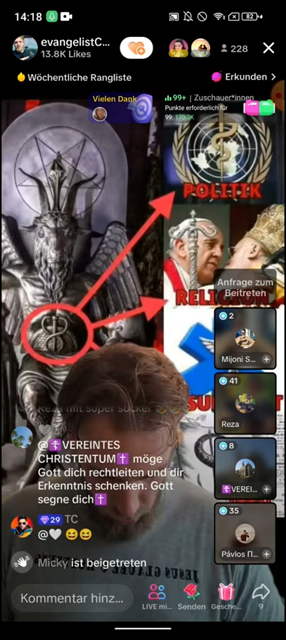 14:18
82
evangelistC...
13.8K Likes
228
Wöchentliche Rangliste
Erkunden >
Vielen Dank
99+ | Zuschauer*innen
Punkte erforderlich für
POLITIK
RELIGION
Anfrage zum
Beitreten
2
Mijoni S...
41
Reza
8
VEREI...
35
Pávlos Π...
@✝VEREINTES
CHRISTENTUM✝ möge
Gott dich rechtleiten und dir
Erkenntnis schenken. Gott
segne dich✝
29 TC
@🤍 😆😆
Micky ist beigetreten
Kommentar hinz...
LIVE mi...
Senden
Gesche...
9